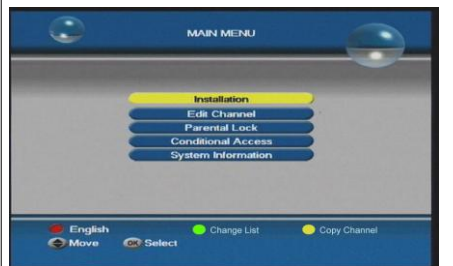 MAIN MENU
Installation
Edit Channel
Parental Lock
Conditional Access
System Information
English Change List Copy Channel
Move OK Select